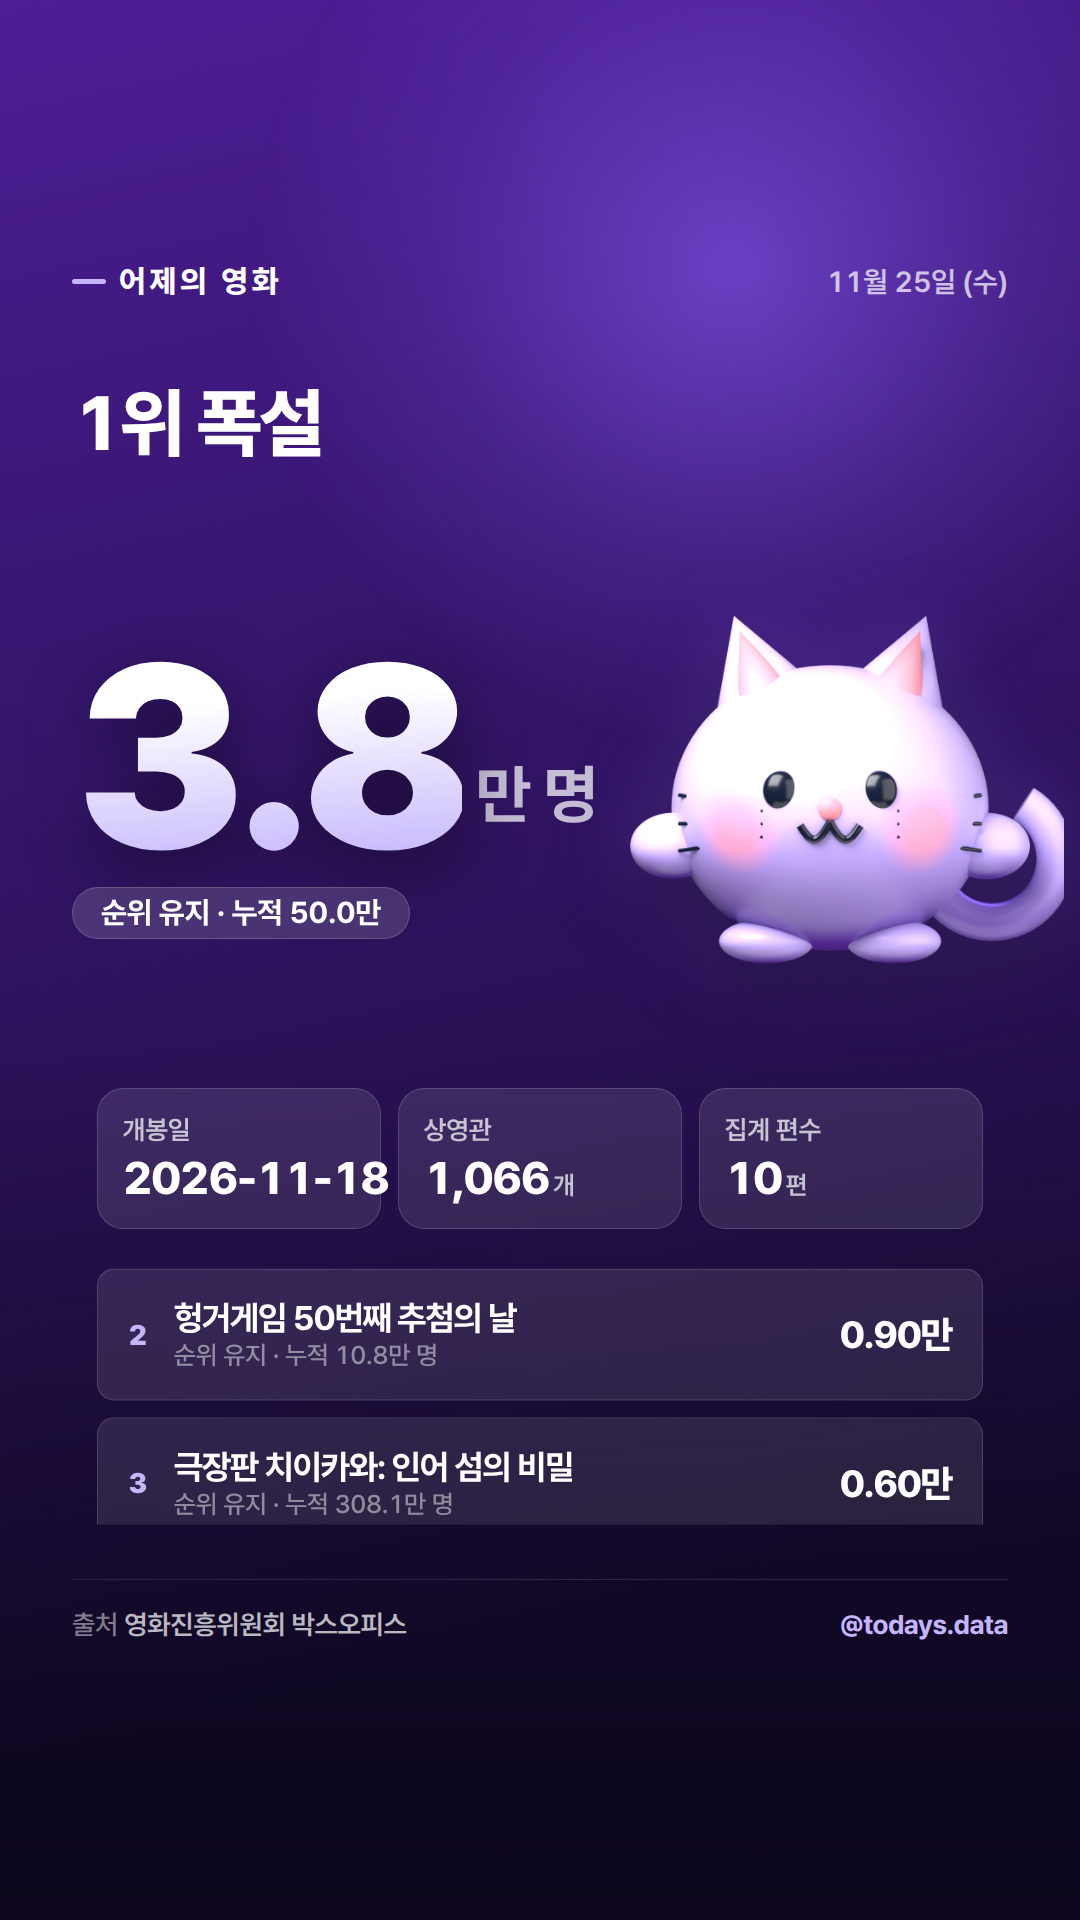 어제의 영화
11월 25일 (수)
1위 폭설
3.8만 명
순위 유지 · 누적 50.0만
개봉일
2026-11-18
상영관
1,066개
집계 편수
10편
2
헝거게임 50번째 추첨의 날
순위 유지 · 누적 10.8만 명
0.90만
3
극장판 치이카와: 인어 섬의 비밀
순위 유지 · 누적 308.1만 명
0.60만
출처 영화진흥위원회 박스오피스
@todays.data